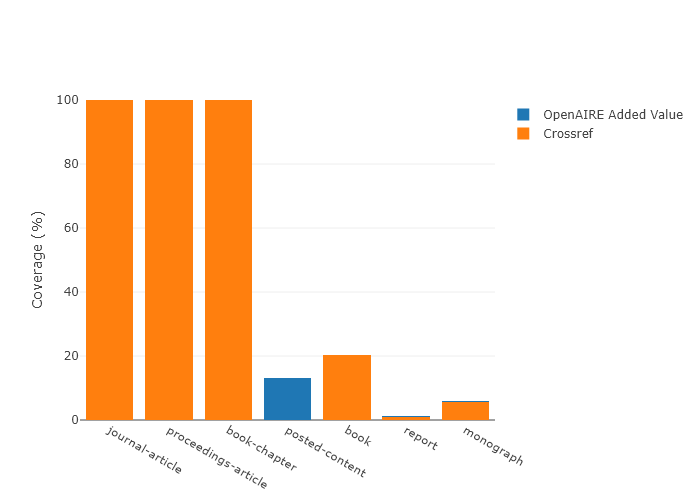 100
80
60
40
20
0
Coverage (%)
journal-article
proceedings-article
book-chapter
posted-content
book
report
monograph
OpenAIRE Added Value
Crossref